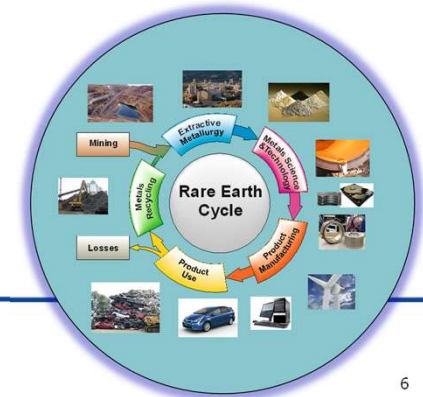 Mining
Extractive
Metallurgy
Metals Science
&Technology
Rare Earth
Cycle
Metals
Recycling
Product
Manufacturing
Losses
Product
Use
6